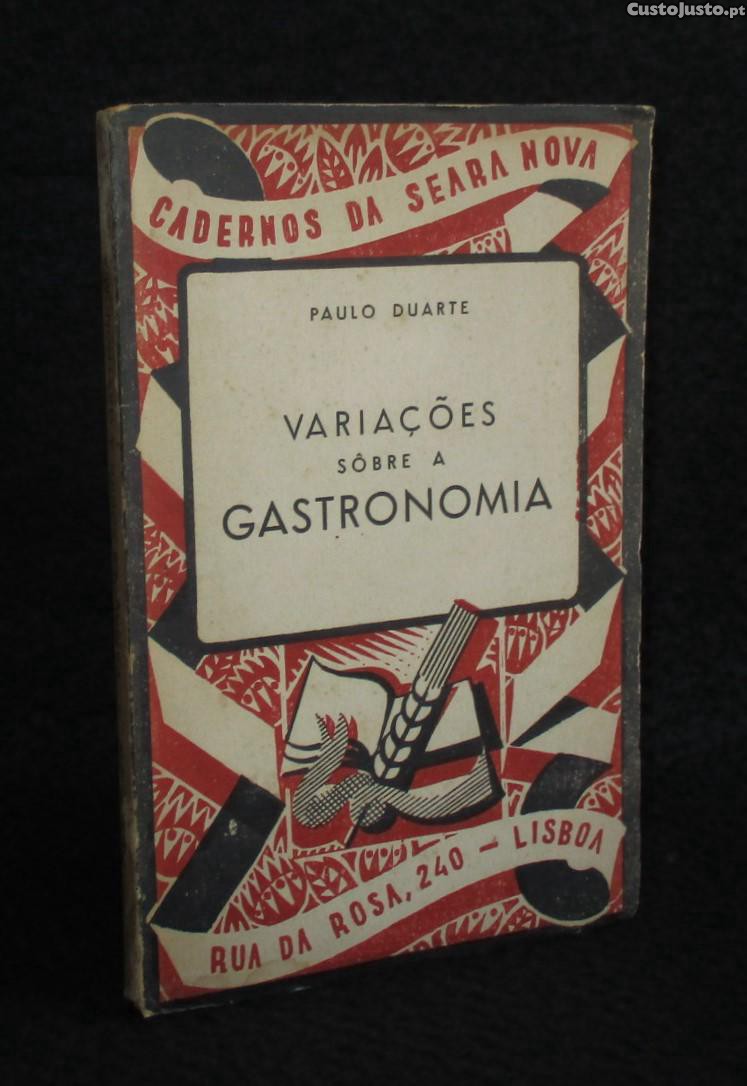 CustoJusto.pt
CADERNOS DA SEARA NOVA
PAULO DUARTE
VARIAÇÕES
SÔBRE A
GASTRONOMIA
RUA DA ROSA, 240 – LISBOA